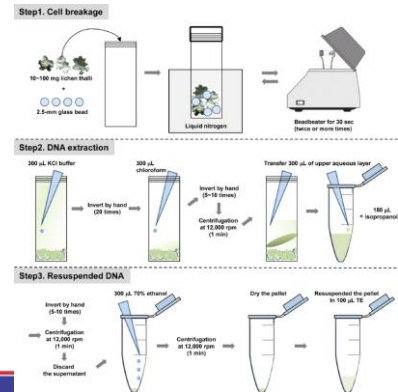 Step1. Cell breakage
10~100 mg lichen thalli
+
2.5-mm glass bead
Liquid nitrogen
Beadbeater for 30 sec
(twice or more times)
Step2. DNA extraction
300 µL KCl buffer
Invert by hand
(20 times)
300 µL
chloroform
Invert by hand
(5~10 times)
Centrifugation
at 12,000 rpm
(1 min)
Transfer 300 µL of upper aqueous layer
180 µL
+ isopropanol
Step3. Resuspended DNA
Invert by hand
(5-10 times)
Centrifugation
at 12,000 rpm
(1 min)
Discard
the supernatant
300 µL 70% ethanol
Centrifugation
at 12,000 rpm
(1 min)
Dry the pellet
Resuspended the pellet
in 100 µL TE